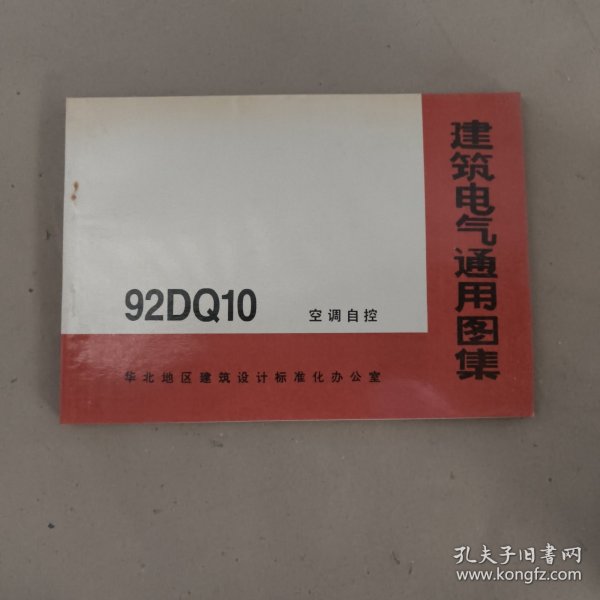 建筑电气通用图集
92DQ10 空调自控
华北地区建筑设计标准化办公室
孔夫子旧书网
www.kongfz.com